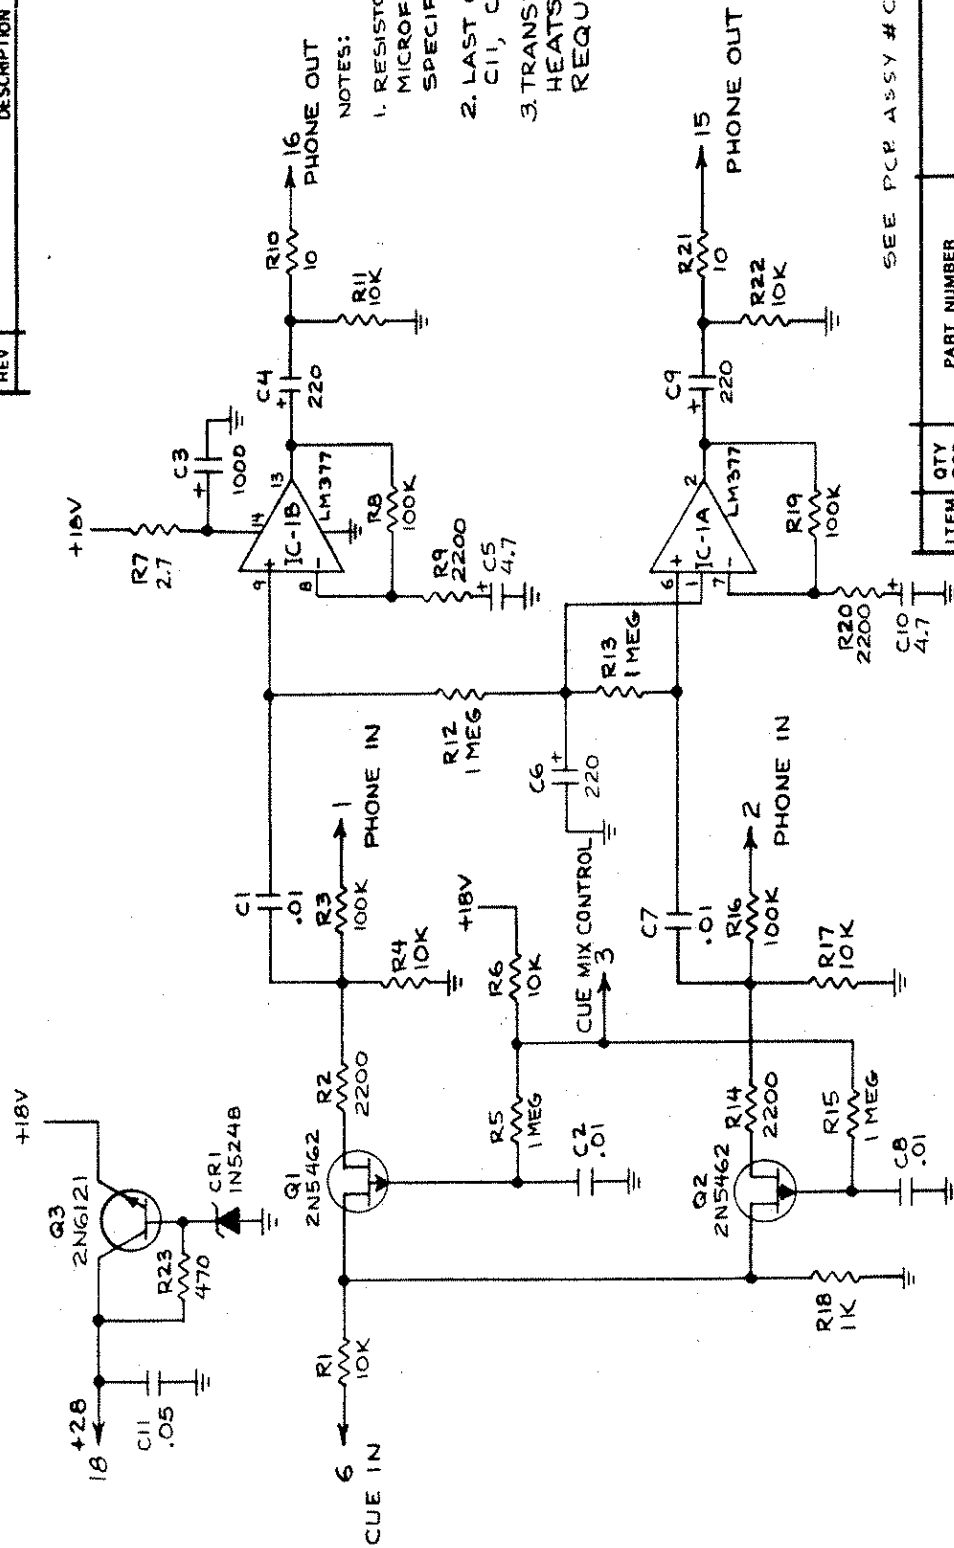 REV
DESCRIPTION
+18V
Q3
2N6121
+28
18
C11
.05
R23
470
CR1
1N5248
6
CUE IN
R1
10K
Q1
2N5462
R2
2200
R3
100K
1
PHONE IN
R4
10K
C1
.01
R5
1 MEG
C2
.01
R6
10K
+18V
CUE MIX CONTROL
3
R18
1K
Q2
2N5462
R14
2200
R15
1 MEG
C8
.01
R16
100K
2
PHONE IN
R17
10K
C7
.01
C6
+
220
R12
1 MEG
R13
1 MEG
+18V
R7
2.7
C3
+
1000
9
+
14
13
IC-1B
LM377
8
-
R8
100K
R9
2200
C5
+
4.7
C4
+
220
R10
10
R11
10K
16
PHONE OUT
6
+
1
7
-
IC-1A
2
LM377
R19
100K
R20
2200
C10
+
4.7
C9
+
220
R21
10
R22
10K
15
PHONE OUT
NOTES:
1. RESISTO
MICROF
SPECIF
2. LAST
C11, C
3. TRANS
HEATS
REQU
SEE PCB ASSY #C
ITEM
QTY
PART NUMBER